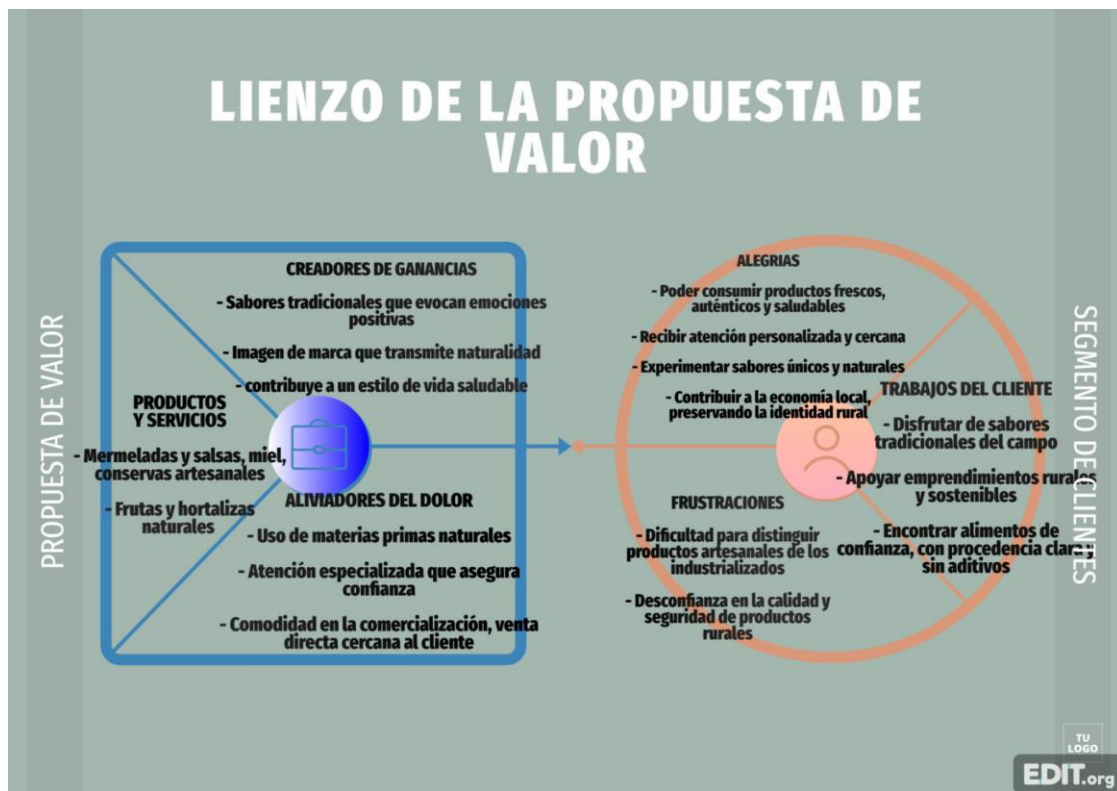 LIENZO DE LA PROPUESTA DE
VALOR
PROPUESTA DE VALOR
CREADORES DE GANANCIAS
- Sabores tradicionales que evocan emociones
positivas
- Imagen de marca que transmite naturalidad
- contribuye a un estilo de vida saludable
PRODUCTOS
Y SERVICIOS
- Mermeladas y salsas, miel,
conservas artesanales
- Frutas y hortalizas
naturales
ALIVIADORES DEL DOLOR
- Uso de materias primas naturales
- Atención especializada que asegura
confianza
- Comodidad en la comercialización, venta
directa cercana al cliente
ALEGRIAS
- Poder consumir productos frescos,
auténticos y saludables
- Recibir atención personalizada y cercana
- Experimentar sabores únicos y naturales
- Contribuir a la economía local,
preservando la identidad rural
TRABAJOS DEL CLIENTE
- Disfrutar de sabores
tradicionales del campo
- Apoyar emprendimientos rurales
y sostenibles
- Encontrar alimentos de
confianza, con procedencia clara y
sin aditivos
FRUSTRACIONES
- Dificultad para distinguir
productos artesanales de los
industrializados
- Desconfianza en la calidad y
seguridad de productos
rurales
SEGMENTO DE CLIENTES
TU
LOGO
EDIT.org